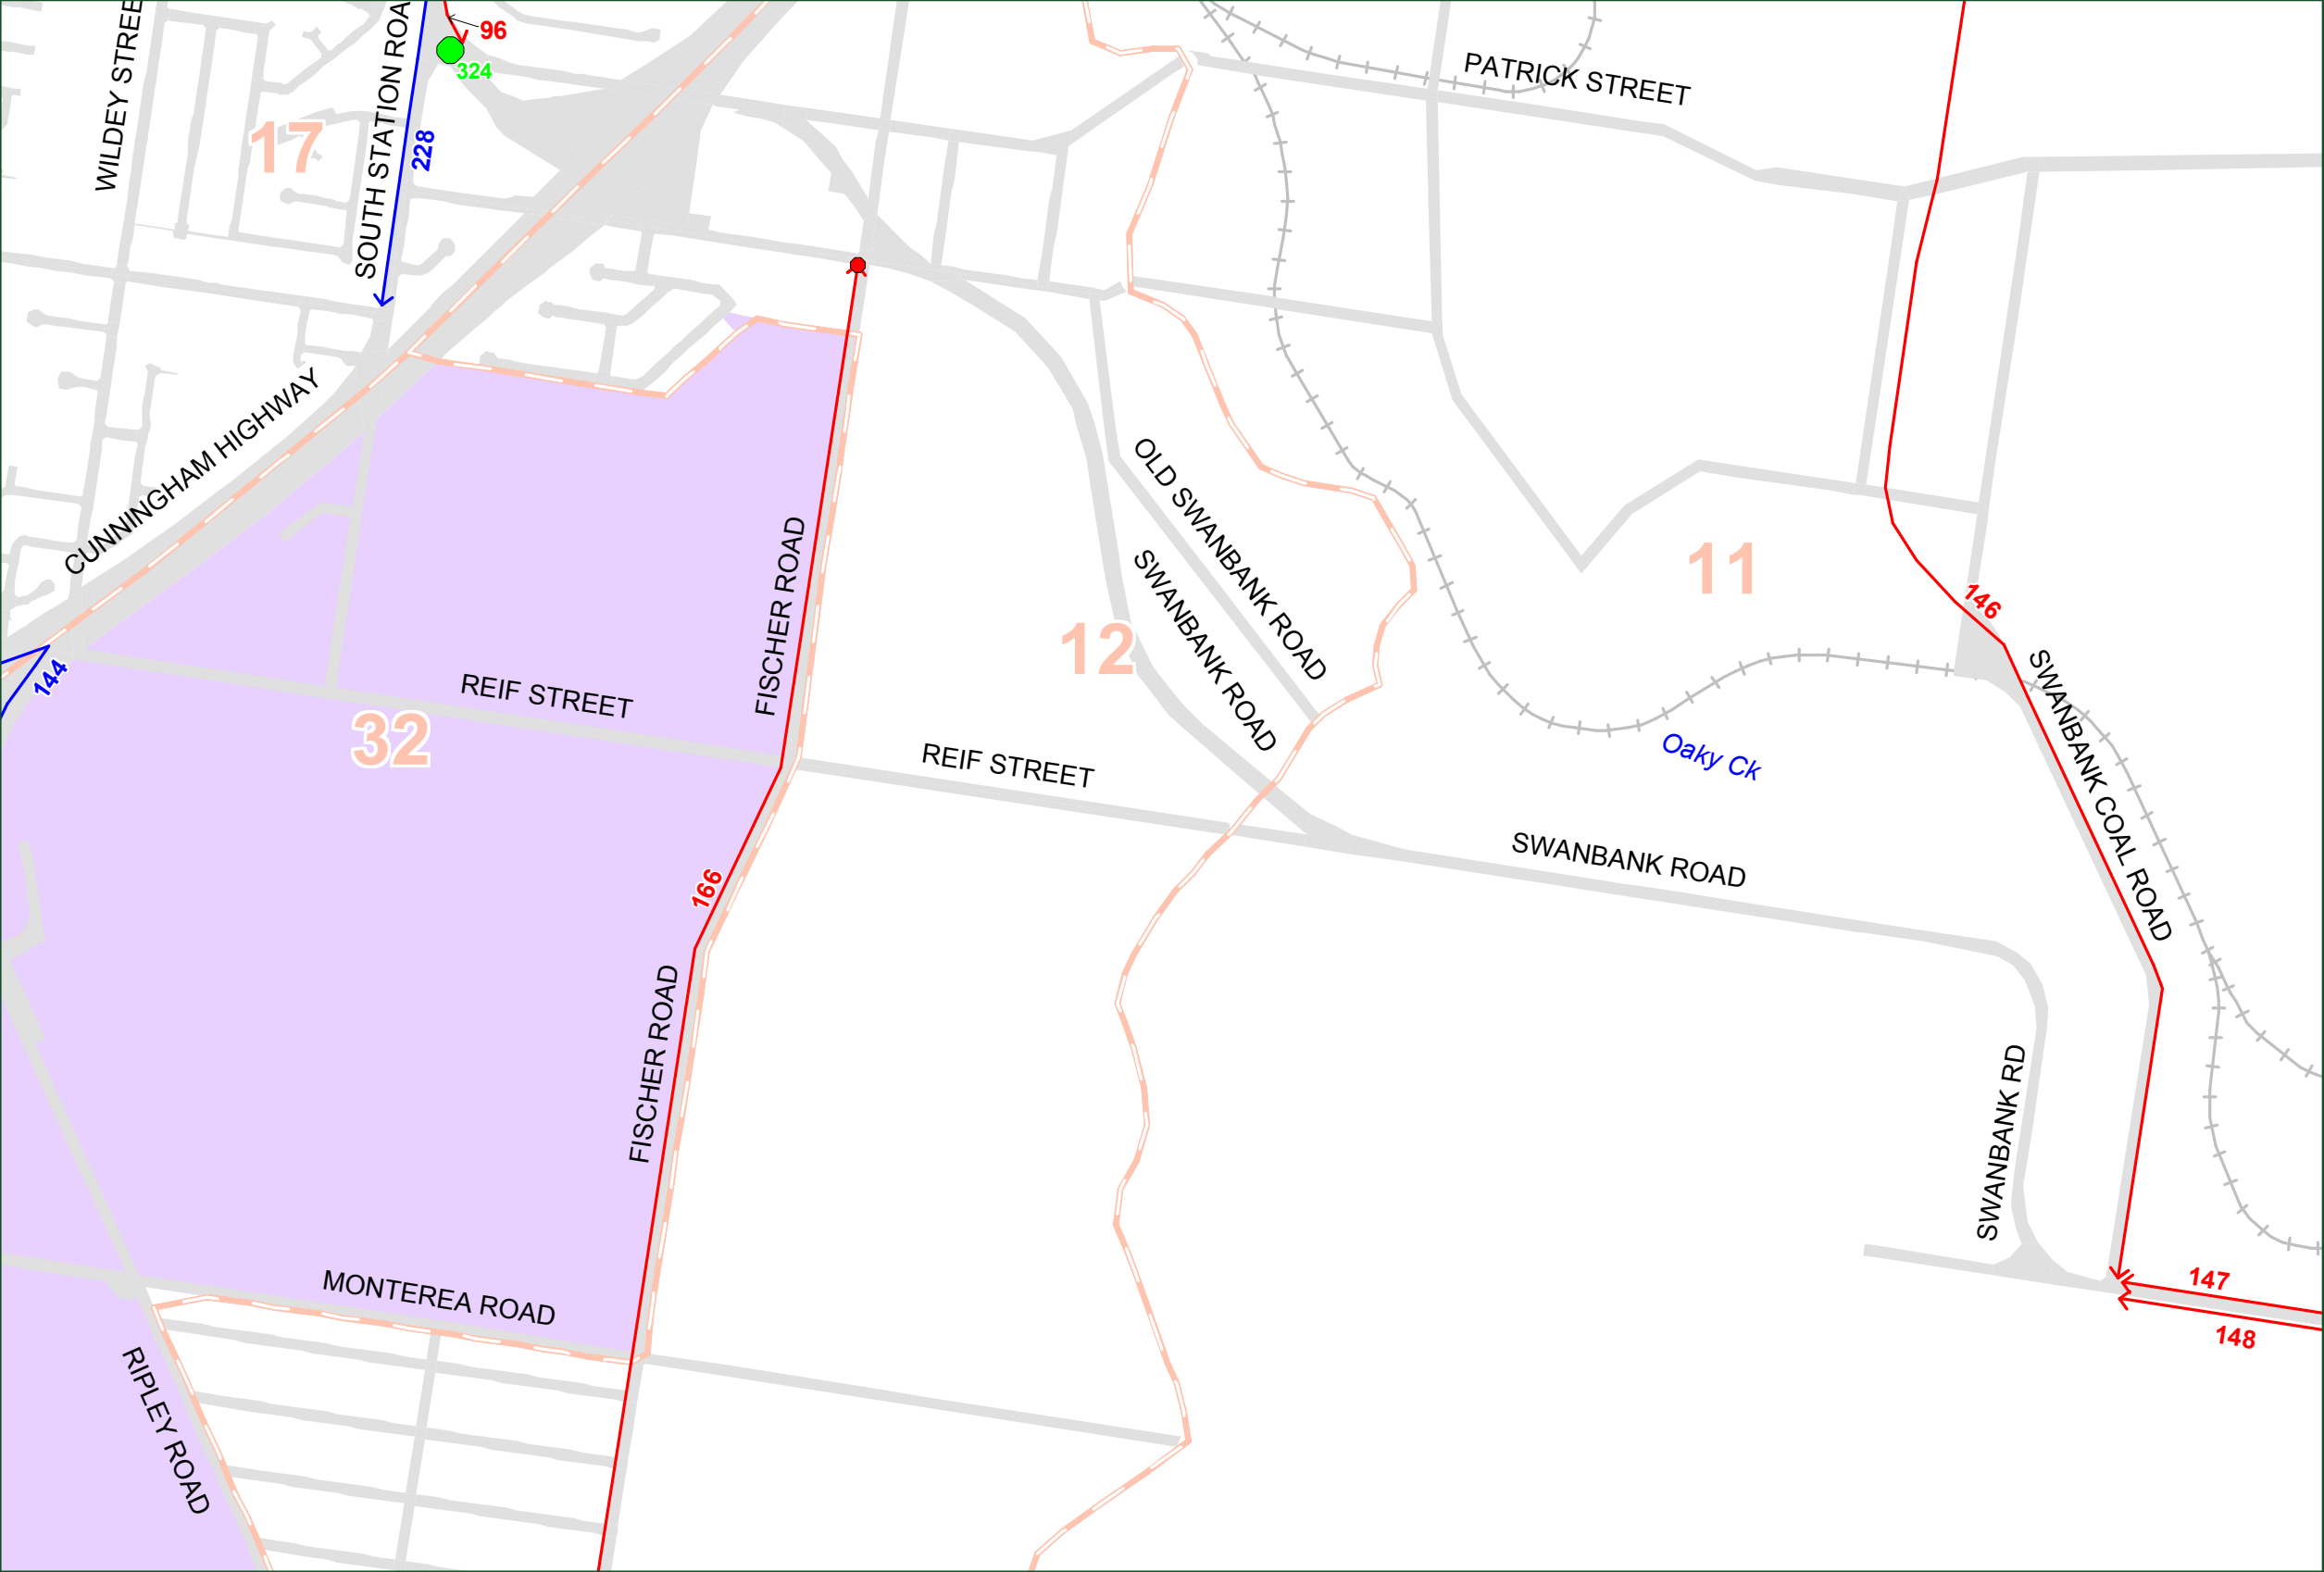 WILDEY STREE
SOUTH STATION ROA
96
324
228
17
PATRICK STREET
CUNNINGHAM HIGHWAY
144
FISCHER ROAD
REIF STREET
32
OLD SWANBANK ROAD
SWANBANK ROAD
12
11
146
SWANBANK COAL ROAD
Oaky Ck
REIF STREET
SWANBANK ROAD
166
FISCHER ROAD
SWANBANK RD
MONTEREA ROAD
RIPLEY ROAD
147
148